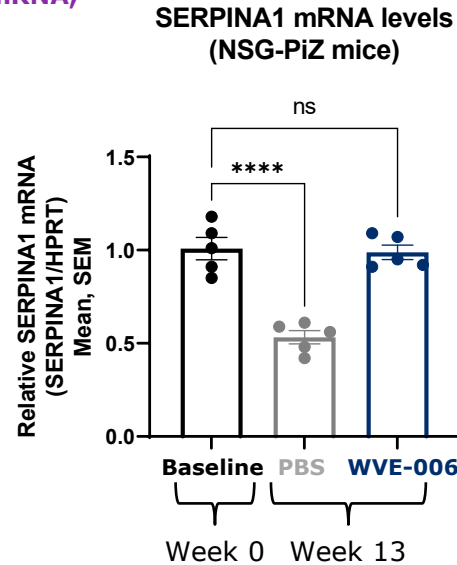 SERPINA1 mRNA levels
(NSG-PiZ mice)
ns
****
Relative SERPINA1 mRNA
(SERPINA1/HPRT)
Mean, SEM
1.5
1.0
0.5
0.0
Baseline PBS WVE-006
Week 0 Week 13